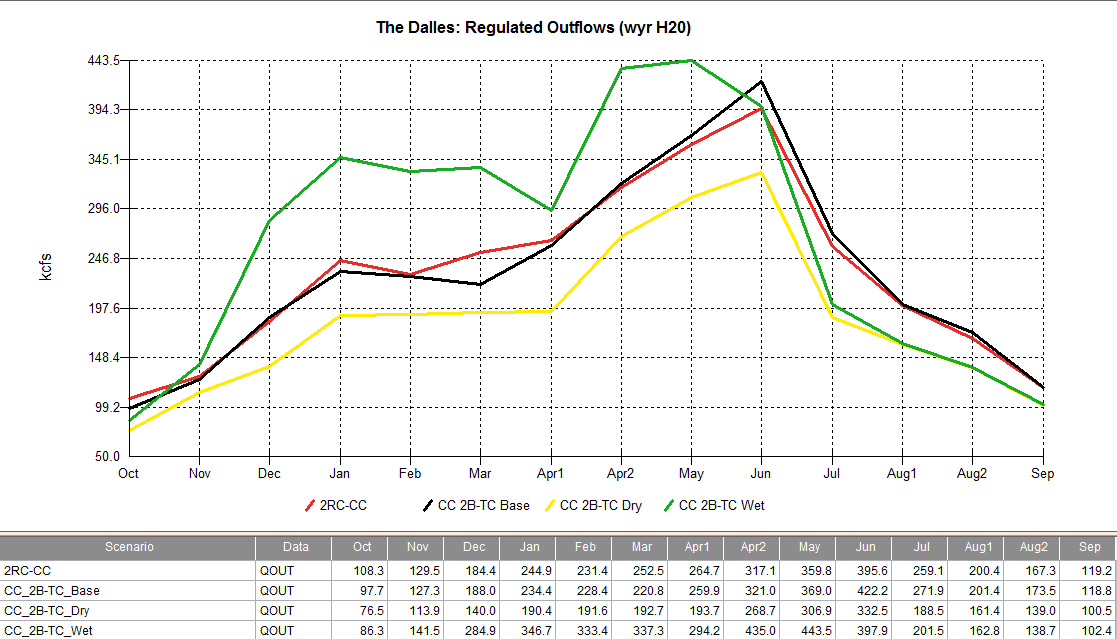 The Dalles: Regulated Outflows (wyr H20)
443.5
394.3
345.1
296.0
246.8
197.6
148.4
99.2
50.0
kcfs
Oct Nov Dec Jan Feb Mar Apr1 Apr2 May Jun Jul Aug1 Aug2 Sep
2RC-CC CC 2B-TC Base CC 2B-TC Dry CC 2B-TC Wet
Scenario Data Oct Nov Dec Jan Feb Mar Apr1 Apr2 May Jun Jul Aug1 Aug2 Sep
2RC-CC QOUT 108.3 129.5 184.4 244.9 231.4 252.5 264.7 317.1 359.8 395.6 259.1 200.4 167.3 119.2
CC_2B-TC_Base QOUT 97.7 127.3 188.0 234.4 228.4 220.8 259.9 321.0 369.0 422.2 271.9 201.4 173.5 118.8
CC_2B-TC_Dry QOUT 76.5 113.9 140.0 190.4 191.6 192.7 193.7 268.7 306.9 332.5 188.5 161.4 139.0 100.5
CC_2B-TC_Wet QOUT 86.3 141.5 284.9 346.7 333.4 337.3 294.2 435.0 443.5 397.9 201.5 162.8 138.7 102.4